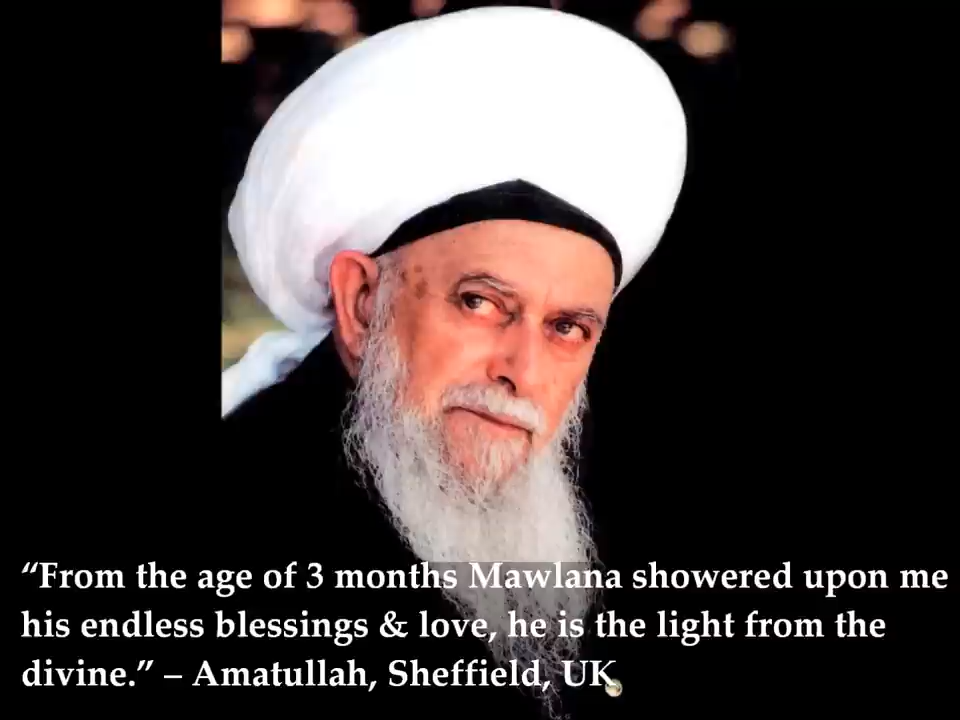 “From the age of 3 months Mawlana showered upon me
his endless blessings & love, he is the light from the
divine.” – Amatullah, Sheffield, UK